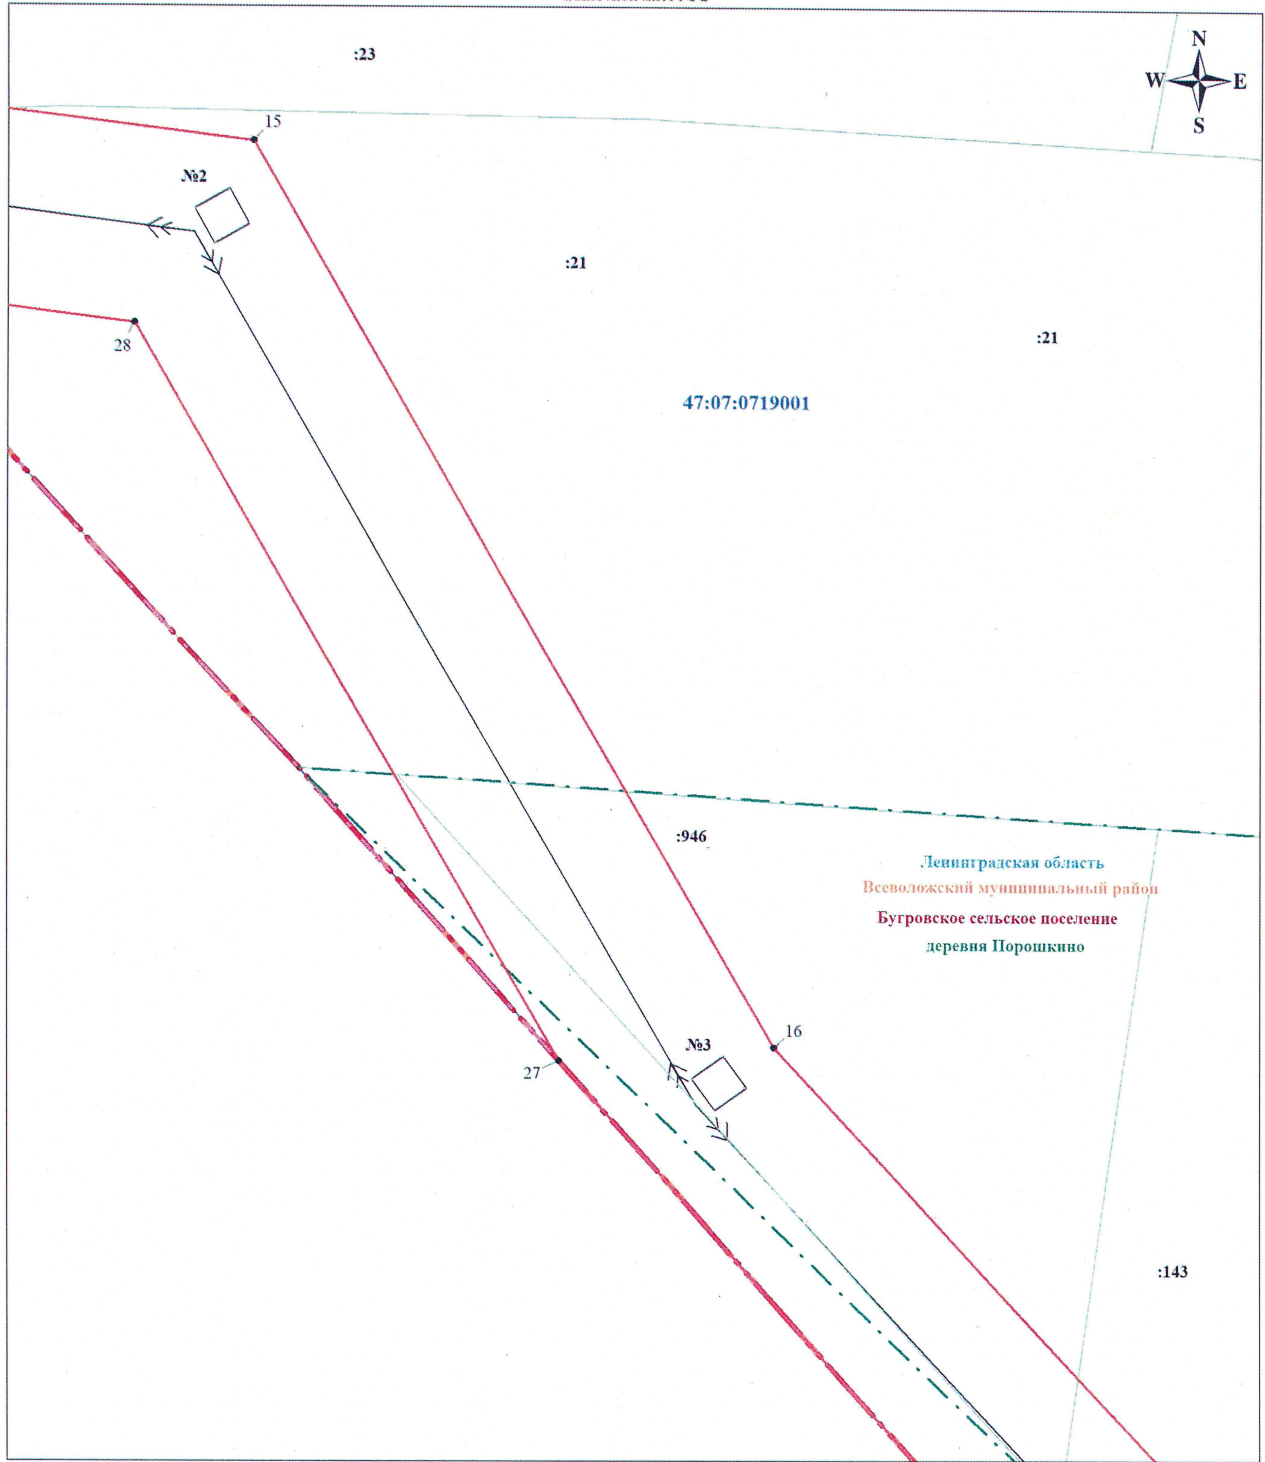 :23
N
W E
S
15
№2
:21
28
:21
47:07:0719001
:946
Ленинградская область
Всеволожский муниципальный район
Бугровское сельское поселение
деревня Порошкино
16
№3
27
:143